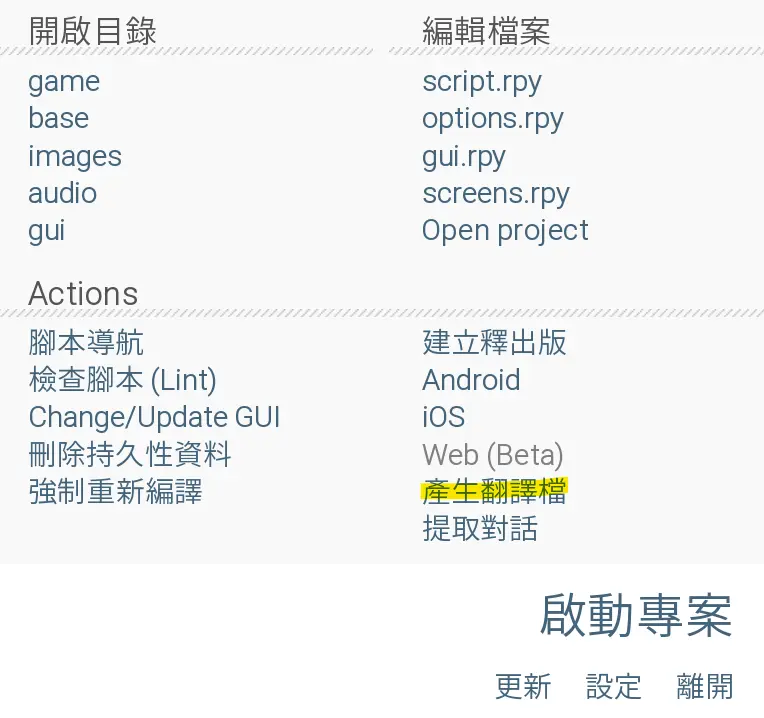 開啟目錄
編輯檔案
game
base
images
audio
gui
script.rpy
options.rpy
gui.rpy
screens.rpy
Open project
Actions
腳本導航
檢查腳本 (Lint)
Change/Update GUI
刪除持久性資料
強制重新編譯
建立釋出版
Android
iOS
Web (Beta)
產生翻譯檔
提取對話
啟動專案
更新 設定 離開